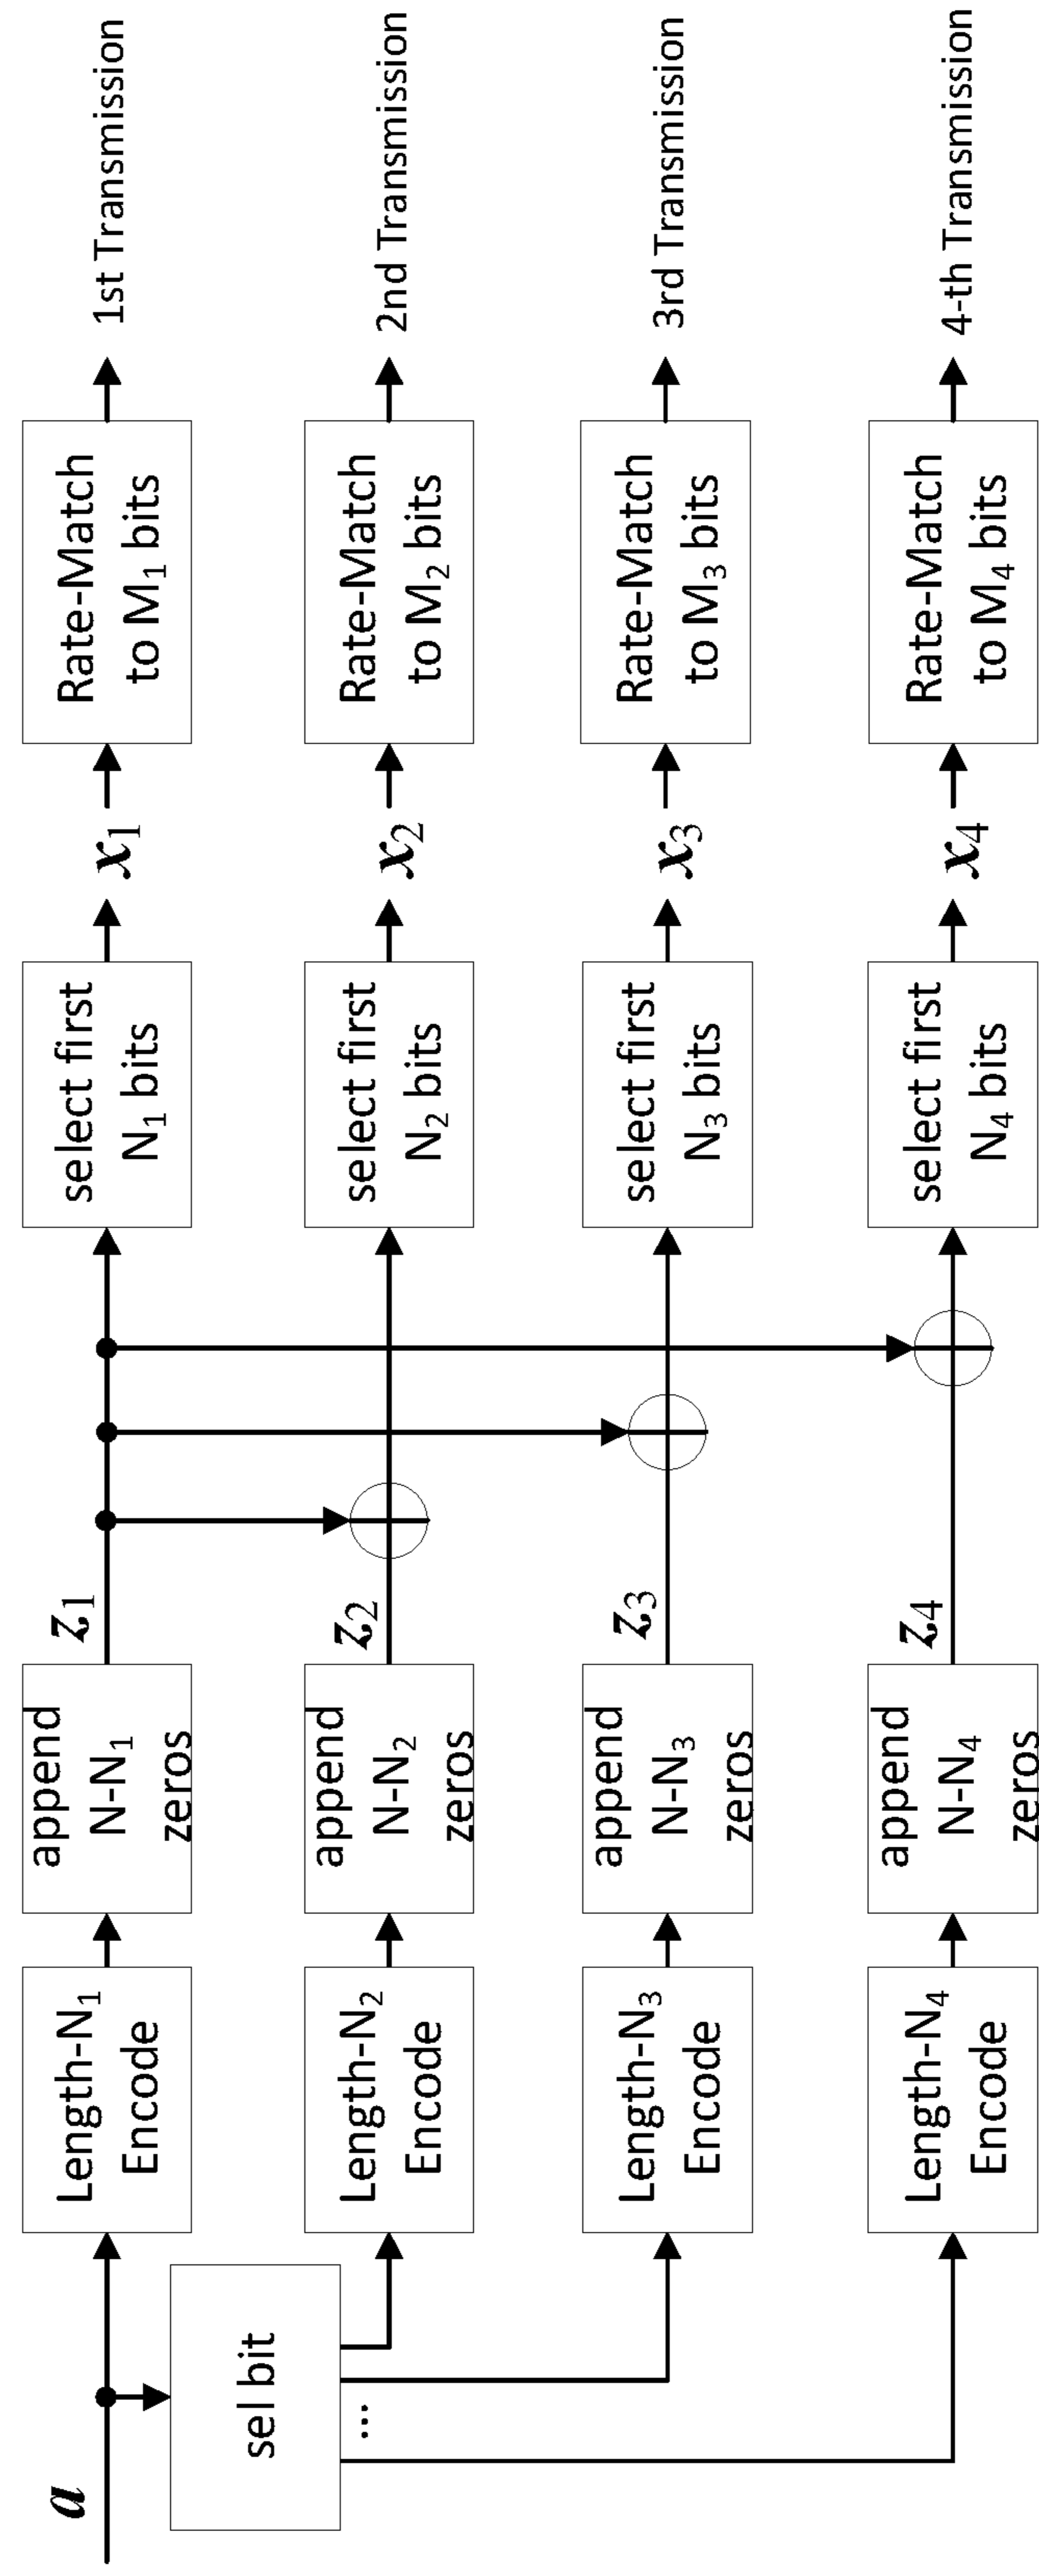 a
sel bit
...
Length-N1
Encode
append
N-N1
zeros
z1
select first
N1 bits
x1
Rate-Match
to M1 bits
1st Transmission
Length-N2
Encode
append
N-N2
zeros
z2
select first
N2 bits
x2
Rate-Match
to M2 bits
2nd Transmission
Length-N3
Encode
append
N-N3
zeros
z3
select first
N3 bits
x3
Rate-Match
to M3 bits
3rd Transmission
Length-N4
Encode
append
N-N4
zeros
z4
select first
N4 bits
x4
Rate-Match
to M4 bits
4-th Transmission